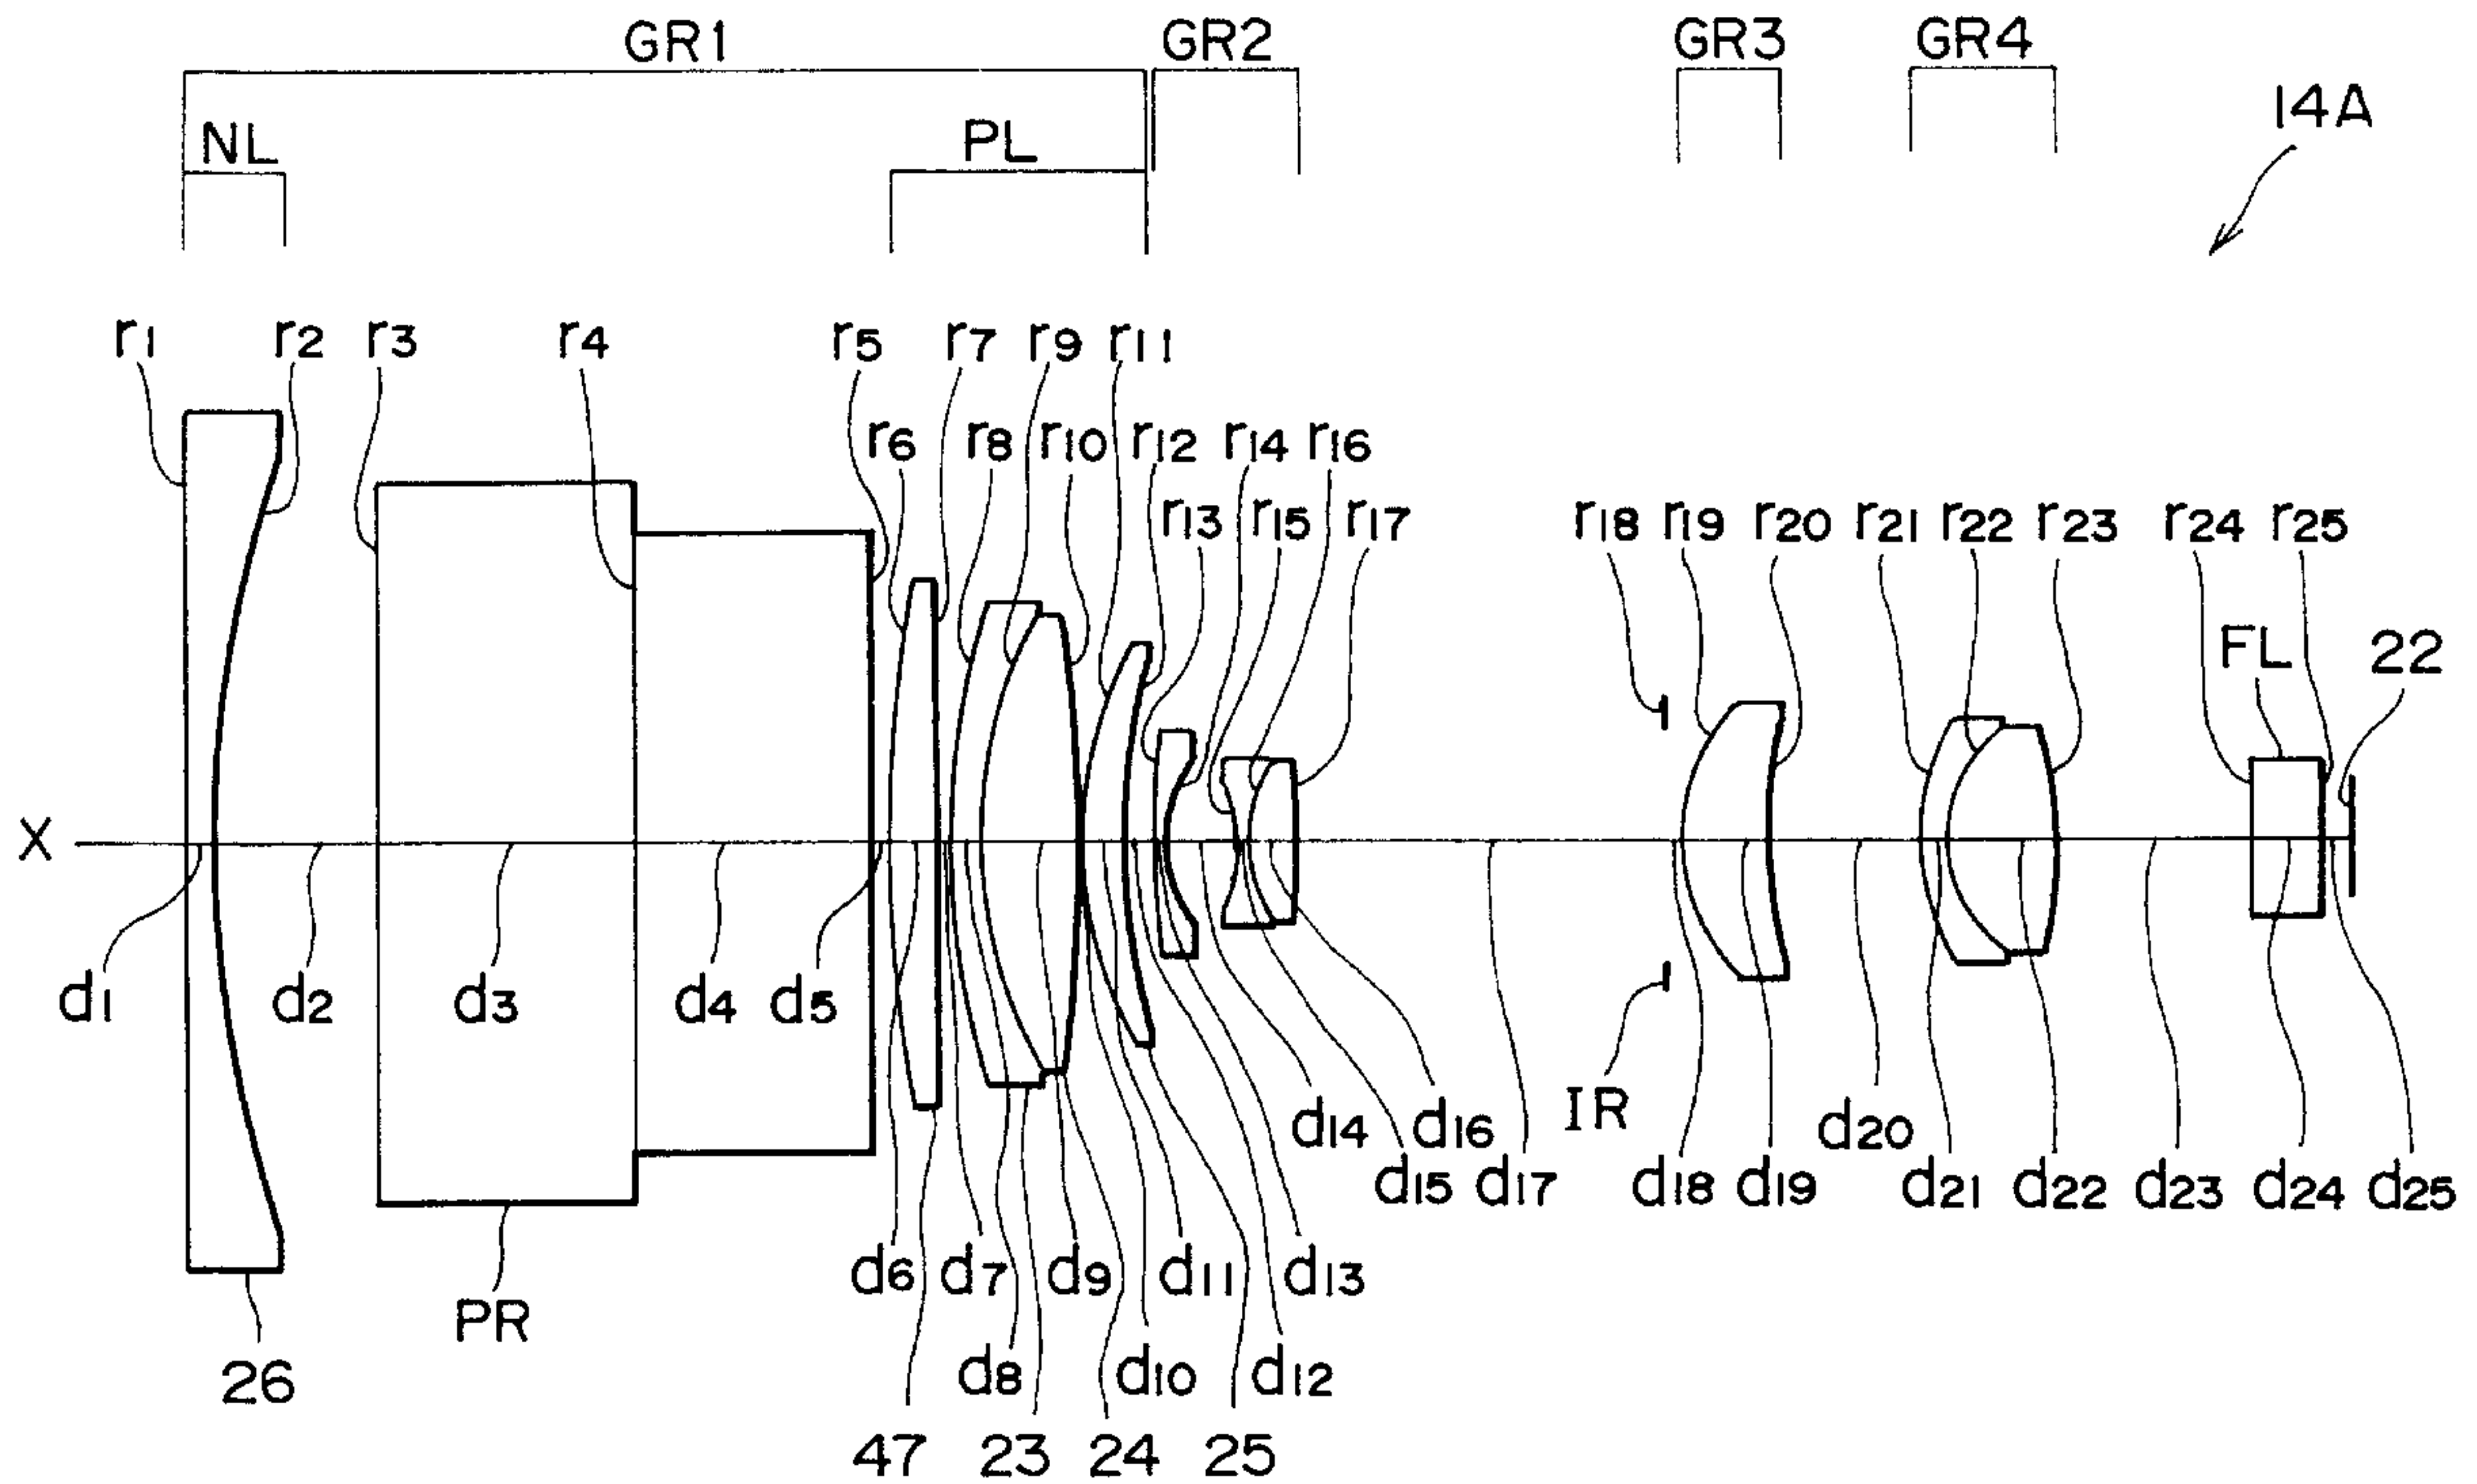 GR1 GR2 GR3 GR4
14A
NL PL
r1 r2 r3 r4 r5 r7 r9 r11
r6 r8 r10 r12 r14 r16
r13 r15 r17 r18 r19 r20 r21 r22 r23 r24 r25
FL 22
X
d1 d2 d3 d4 d5
IR
d14 d16 d20
d15 d17 d18 d19 d21 d22 d23 d24 d25
d6 d7 d9 d11 d13
PR
26
d8 d10 d12
47 23 24 25